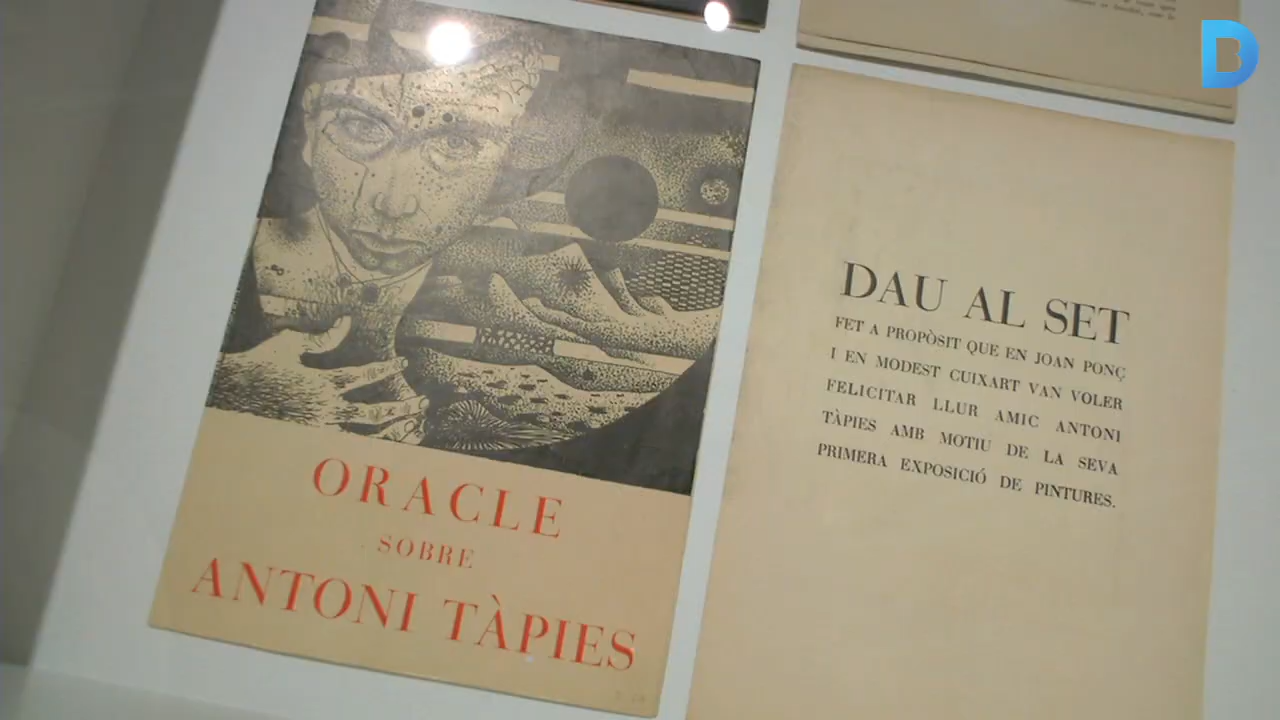 ORACLE
SOBRE
ANTONI TÀPIES
DAU AL SET
FET A PROPÒSIT QUE EN JOAN PONÇ
I EN MODEST CUIXART VAN VOLER
FELICITAR LLUR AMIC ANTONI
TÀPIES AMB MOTIU DE LA SEVA
PRIMERA EXPOSICIÓ DE PINTURES.